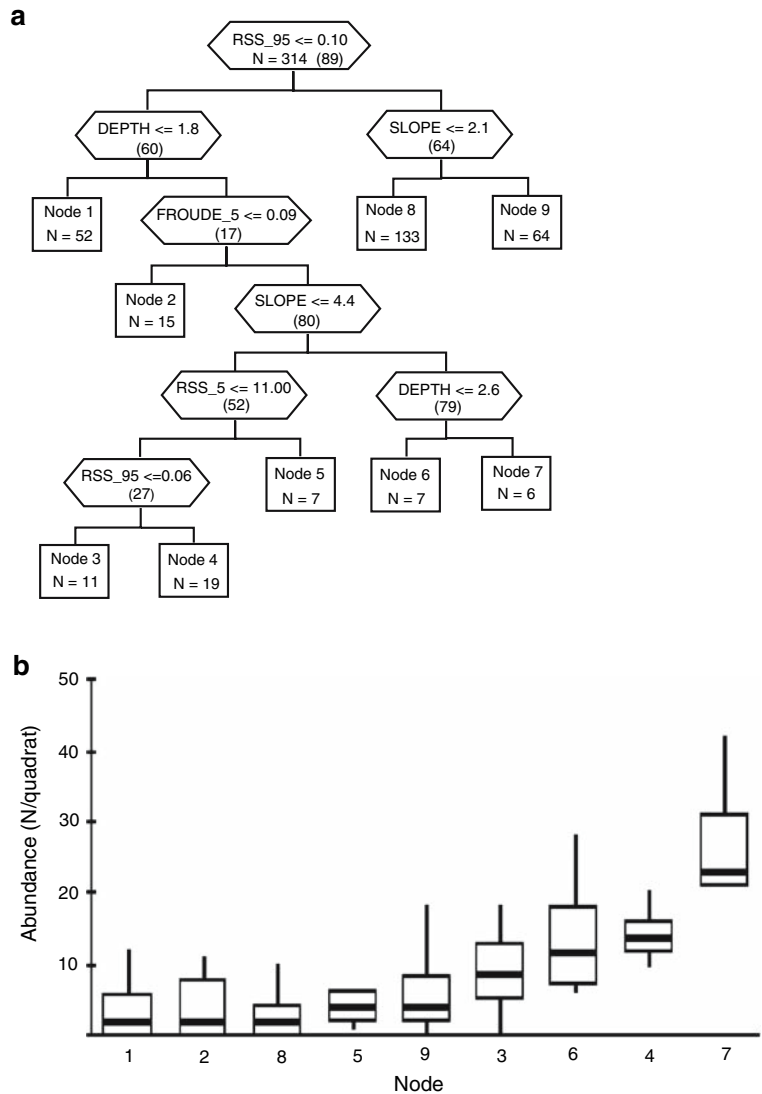 a
RSS_95 <= 0.10
N = 314 (89)
DEPTH <= 1.8
(60)
SLOPE <= 2.1
(64)
Node 1
N = 52
FROUDE_5 <= 0.09
(17)
Node 8
N = 133
Node 9
N = 64
Node 2
N = 15
SLOPE <= 4.4
(80)
RSS_5 <= 11.00
(52)
DEPTH <= 2.6
(79)
RSS_95 <=0.06
(27)
Node 5
N = 7
Node 6
N = 7
Node 7
N = 6
Node 3
N = 11
Node 4
N = 19
b
Abundance (N/quadrat)
50
40
30
20
10
1 2 8 5 9 3 6 4 7
Node